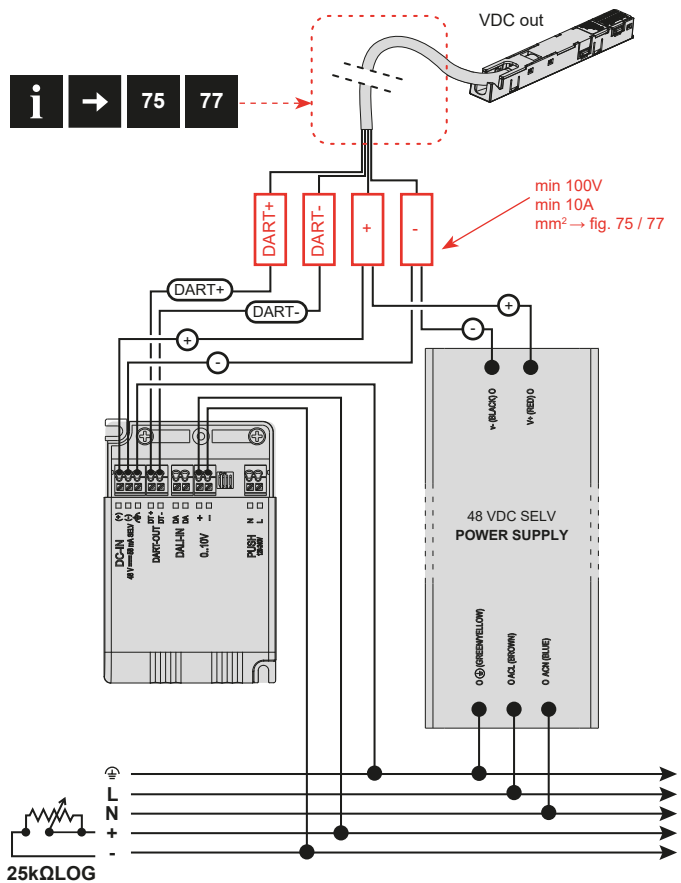 VDC out
i → 75 77
min 100V
min 10A
mm² → fig. 75 / 77
DART+ DART- + -
DART+
DART-
+
-
+
-
V- (BLACK) O
V+ (RED) O
48 VDC SELV
POWER SUPPLY
(+)
(-)
DC-IN
DT +
DT -
DART-OUT
DA
DA
DALI-IN
+
-
0..10V
N
L
PUSH
O (GREEN/YELLOW)
O ACL (BROWN)
O ACN (BLUE)
L
N
+
-
25kΩLOG